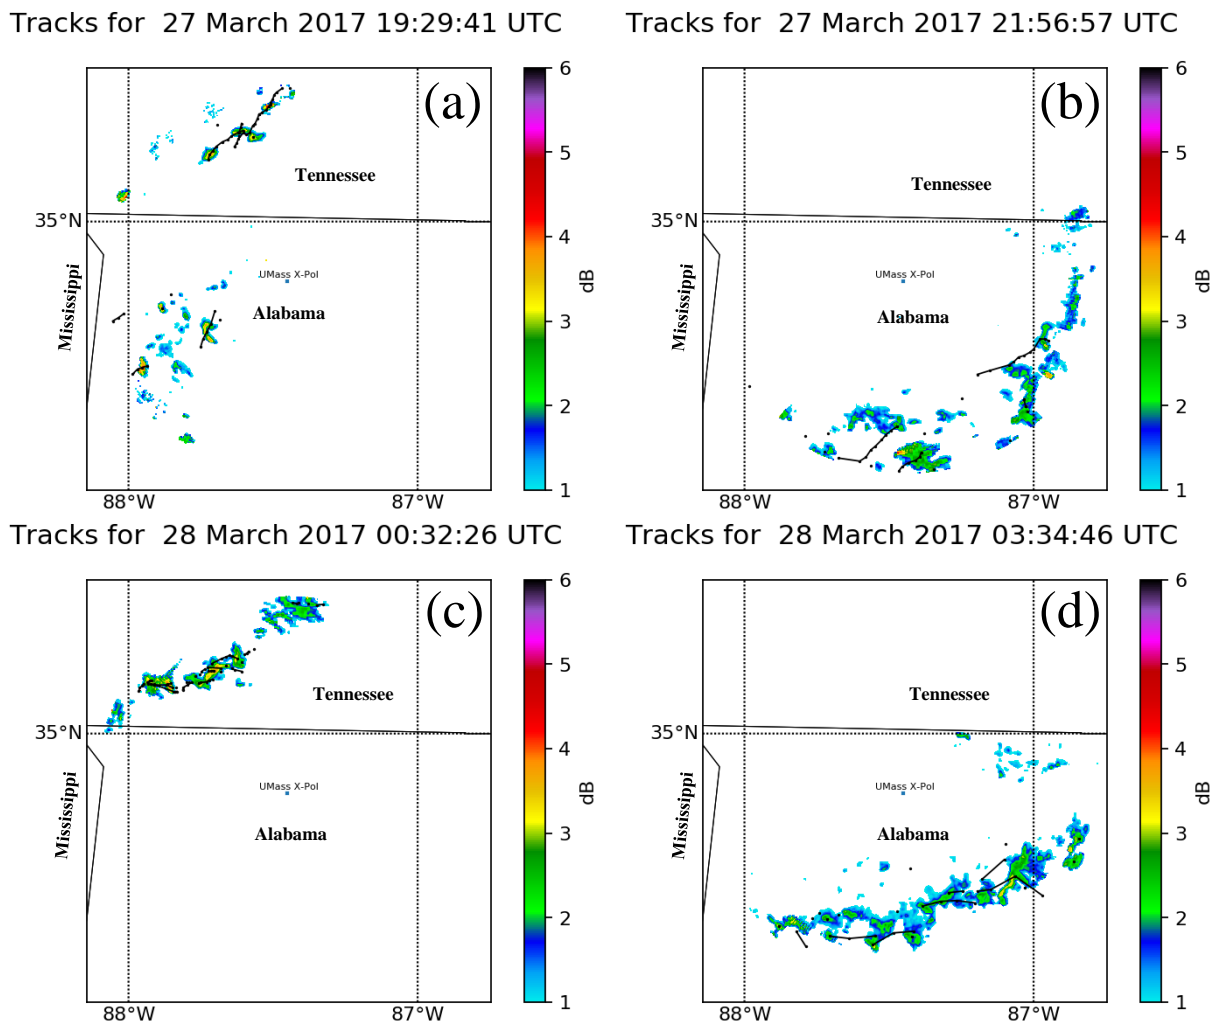 Tracks for 27 March 2017 19:29:41 UTC
(a)
Tennessee
35°N
UMass X-Pol
Alabama
Mississippi
88°W
87°W
6
5
4
3
2
1
dB
Tracks for 27 March 2017 21:56:57 UTC
(b)
Tennessee
35°N
UMass X-Pol
Alabama
Mississippi
88°W
87°W
6
5
4
3
2
1
dB
Tracks for 28 March 2017 00:32:26 UTC
(c)
Tennessee
35°N
UMass X-Pol
Alabama
Mississippi
88°W
87°W
6
5
4
3
2
1
dB
Tracks for 28 March 2017 03:34:46 UTC
(d)
Tennessee
35°N
UMass X-Pol
Alabama
Mississippi
88°W
87°W
6
5
4
3
2
1
dB